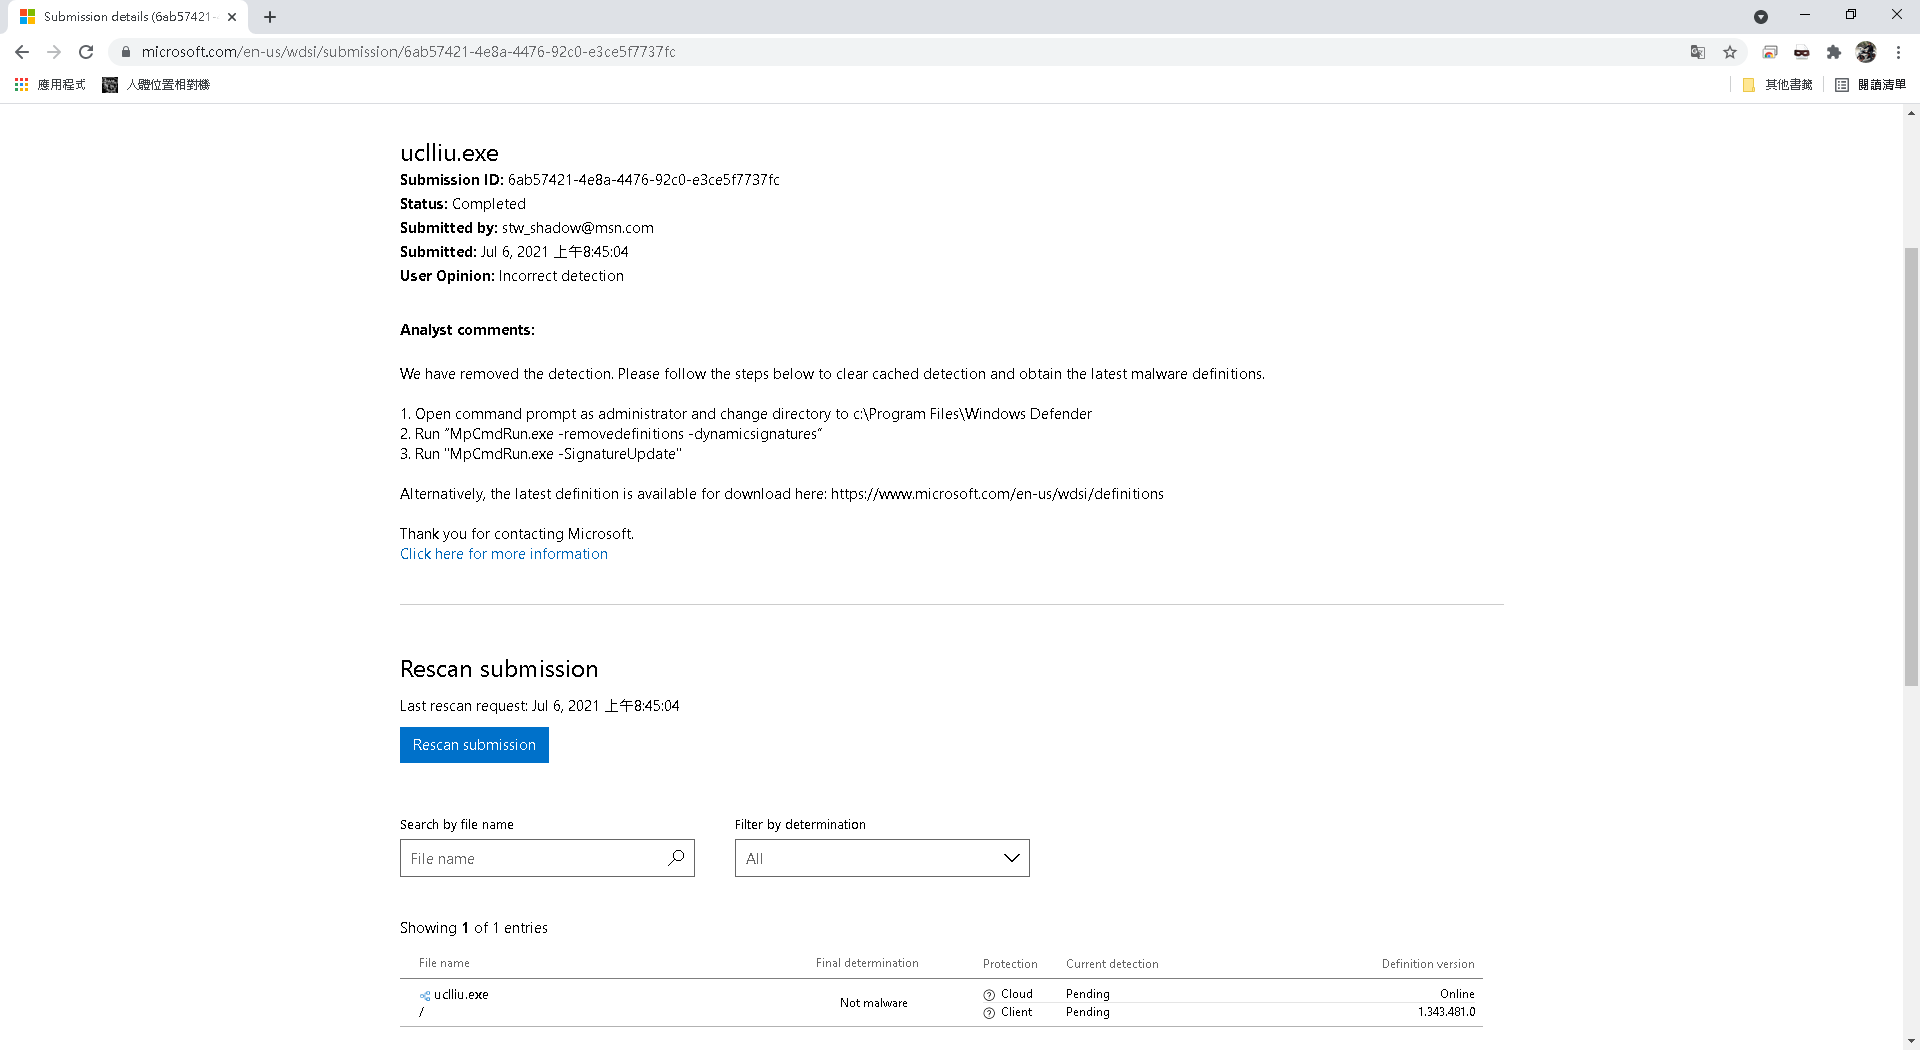 Submission details (6ab57421-
microsoft.com/en-us/wdsi/submission/6ab57421-4e8a-4476-92c0-e3ce5f7737fc
應用程式
人體位置相對機
其他書籤
閱讀清單
uclliu.exe
Submission ID: 6ab57421-4e8a-4476-92c0-e3ce5f7737fc
Status: Completed
Submitted by: stw_shadow@msn.com
Submitted: Jul 6, 2021 上午8:45:04
User Opinion: Incorrect detection
Analyst comments:
We have removed the detection. Please follow the steps below to clear cached detection and obtain the latest malware definitions.
1. Open command prompt as administrator and change directory to c:\Program Files\Windows Defender
2. Run “MpCmdRun.exe -removedefinitions -dynamicsignatures”
3. Run "MpCmdRun.exe -SignatureUpdate"
Alternatively, the latest definition is available for download here: https://www.microsoft.com/en-us/wdsi/definitions
Thank you for contacting Microsoft.
Click here for more information
Rescan submission
Last rescan request: Jul 6, 2021 上午8:45:04
Rescan submission
Search by file name
Filter by determination
File name
All
Showing 1 of 1 entries
File name Final determination Protection Current detection Definition version
uclliu.exe
/
Not malware
Cloud Pending Online
Client Pending 1.343.481.0